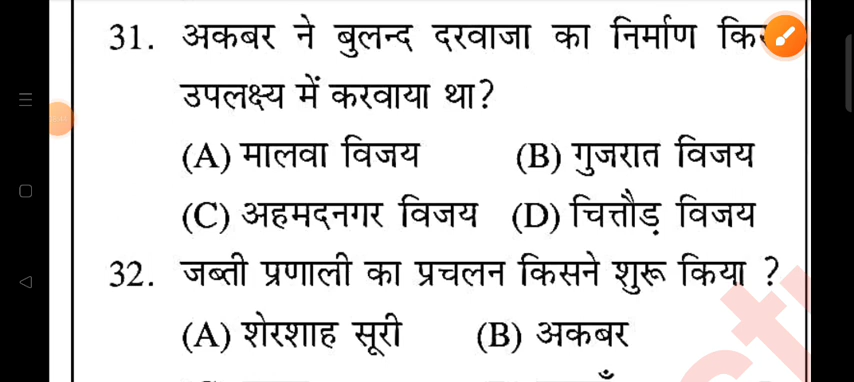 31. अकबर ने बुलन्द दरवाजा का निर्माण
उपलक्ष्य में करवाया था?
(A) मालवा विजय (B) गुजरात विजय
(C) अहमदनगर विजय (D) चित्तौड़ विजय
32. जब्ती प्रणाली का प्रचलन किसने शुरू किया ?
(A) शेरशाह सूरी (B) अकबर